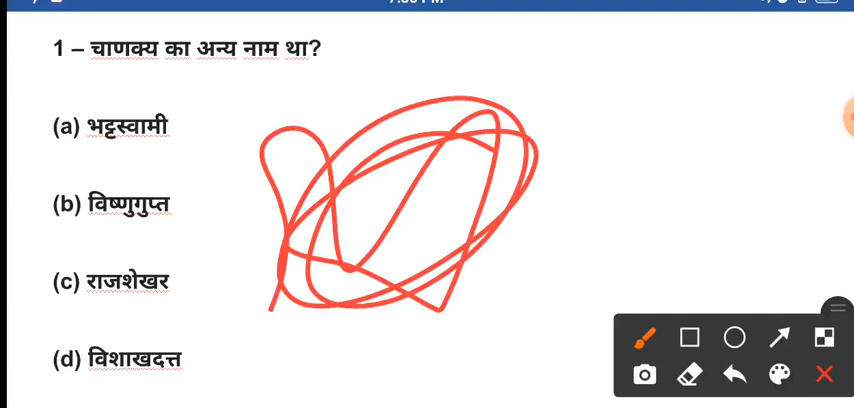 1 – चाणक्य का अन्य नाम था?
(a) भट्टस्वामी
(b) विष्णुगुप्त
(c) राजशेखर
(d) विशाखदत्त